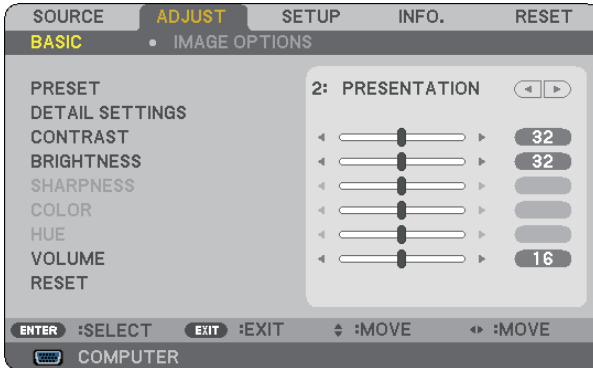 SOURCE ADJUST SETUP INFO. RESET
BASIC • IMAGE OPTIONS
PRESET 2: PRESENTATION
DETAIL SETTINGS
CONTRAST 32
BRIGHTNESS 32
SHARPNESS
COLOR
HUE
VOLUME 16
RESET
ENTER :SELECT EXIT :EXIT :MOVE :MOVE
COMPUTER